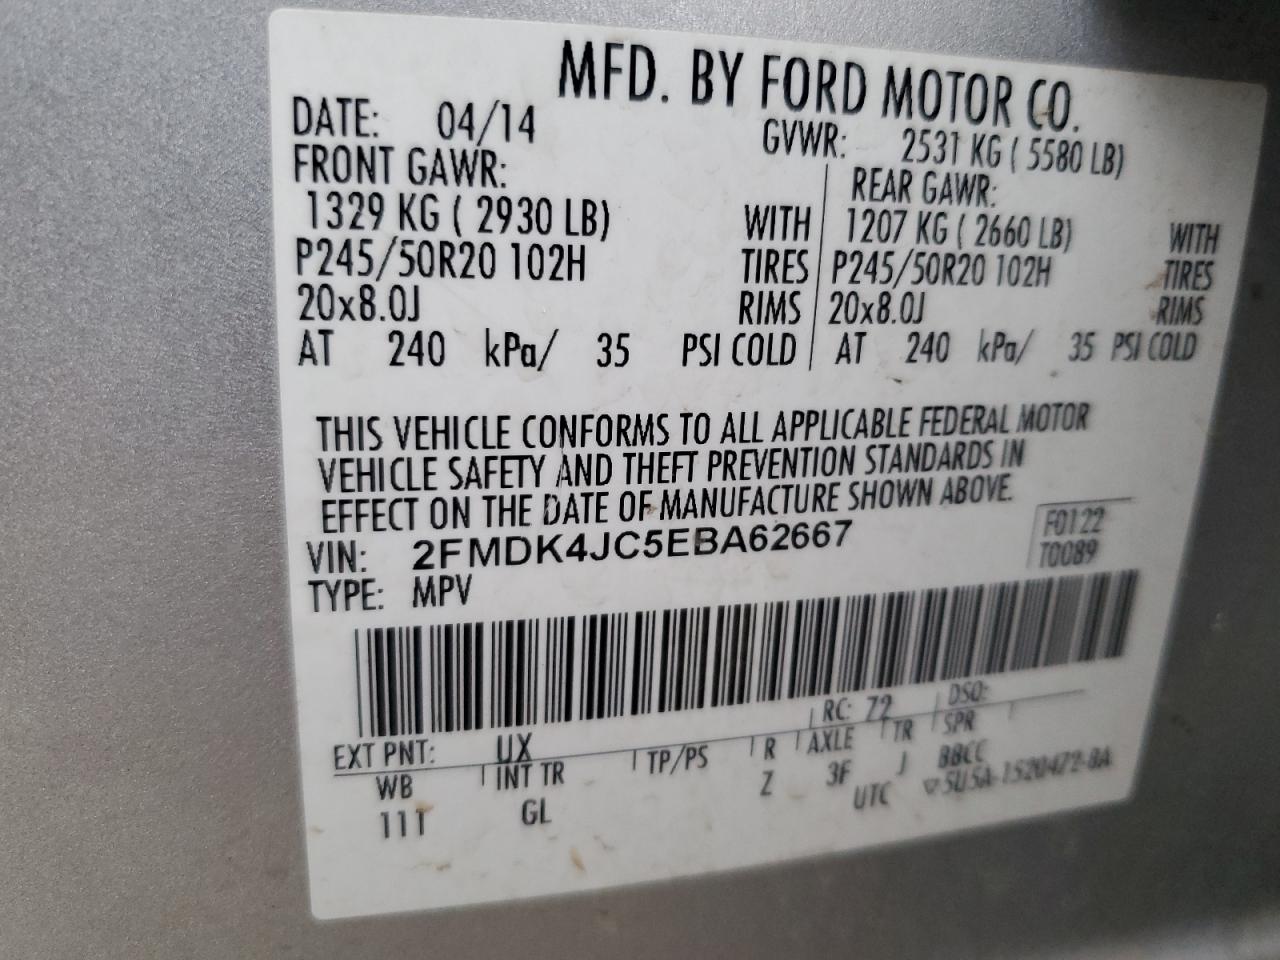 MFD. BY FORD MOTOR CO.
DATE: 04/14 GVWR: 2531 KG ( 5580 LB)
FRONT GAWR: REAR GAWR:
1329 KG ( 2930 LB) WITH 1207 KG ( 2660 LB) WITH
P245/50R20 102H TIRES P245/50R20 102H TIRES
20x8.0J RIMS 20x8.0J RIMS
AT 240 kPa/ 35 PSI COLD AT 240 kPa/ 35 PSI COLD
THIS VEHICLE CONFORMS TO ALL APPLICABLE FEDERAL MOTOR
VEHICLE SAFETY AND THEFT PREVENTION STANDARDS IN
EFFECT ON THE DATE OF MANUFACTURE SHOWN ABOVE.
VIN: 2FMDK4JC5EBA62667 F0122
TYPE: MPV T0089
EXT PNT: UX RC: 72 DSO:
WB INT TR TP/PS R AXLE TR SPR
11T GL Z 3F J BBCC
UTC ▽5U5A-1520472-BA